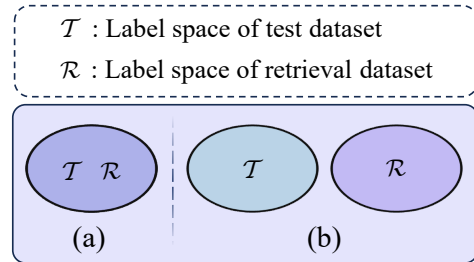 𝒯 : Label space of test dataset
ℛ : Label space of retrieval dataset
𝒯 ℛ 𝒯 ℛ
(a) (b)